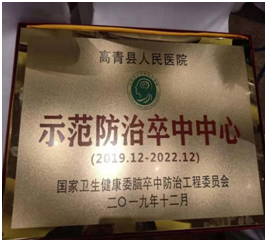 高青县人民医院
示范防治卒中中心
(2019.12-2022.12)
国家卫生健康委脑卒中防治工程委员会
二〇一九年十二月